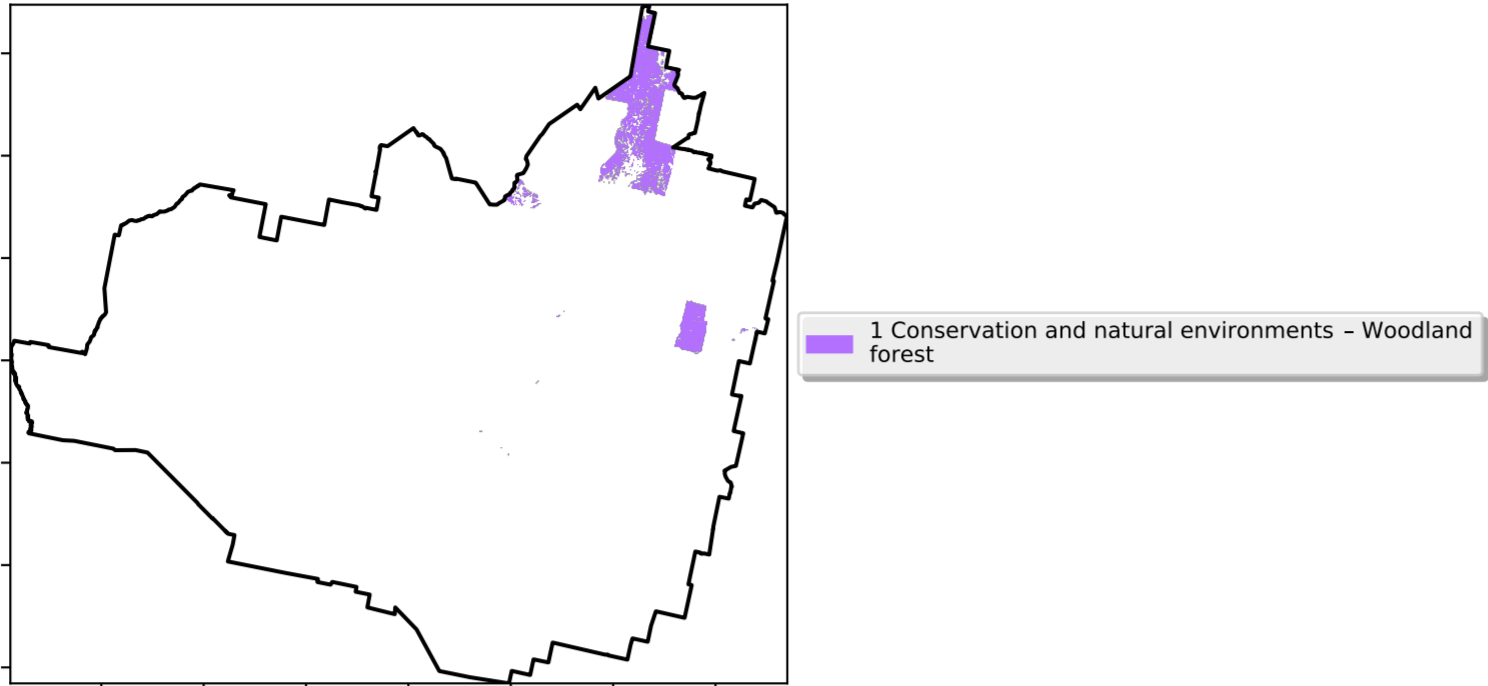 1 Conservation and natural environments – Woodland
forest